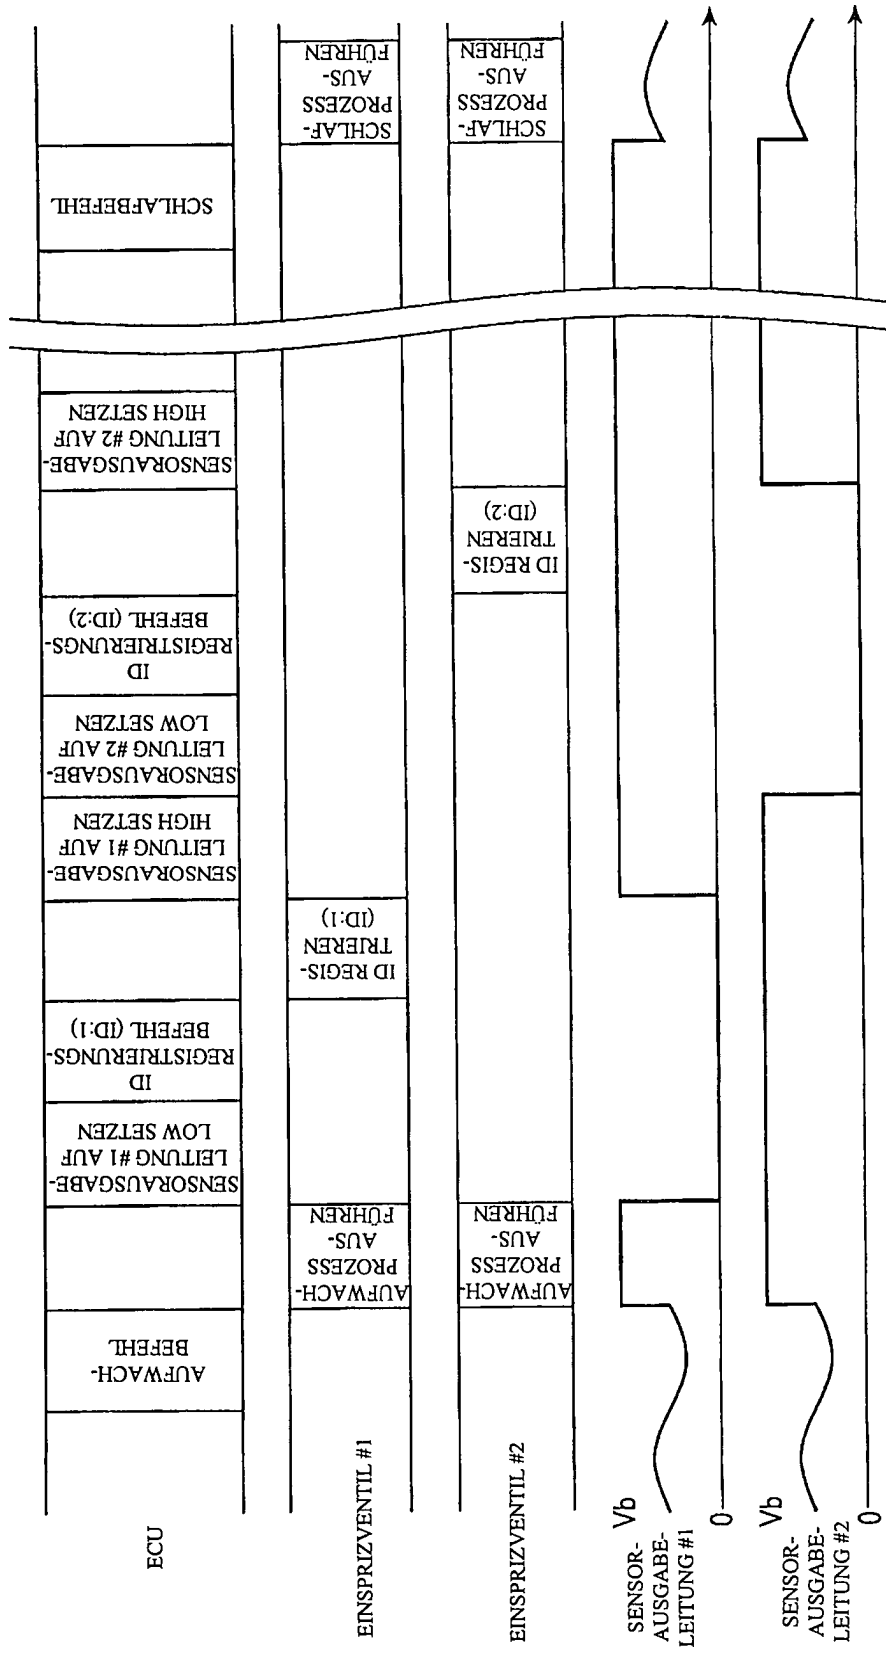 ECU
AUFWACH-
BEFEHL
SENSORAUSGABE-
LEITUNG #1 AUF
LOW SETZEN
ID
REGISTRIERUNGS-
BEFEHL (ID:1)
SENSORAUSGABE-
LEITUNG #1 AUF
HIGH SETZEN
SENSORAUSGABE-
LEITUNG #2 AUF
LOW SETZEN
ID
REGISTRIERUNGS-
BEFEHL (ID:2)
SENSORAUSGABE-
LEITUNG #2 AUF
HIGH SETZEN
SCHLAFBEFEHL
EINSPRIZVENTIL #1
AUFWACH-
PROZESS
AUS-
FÜHREN
ID REGIS-
TRIEREN
(ID:1)
SCHLAF-
PROZESS
AUS-
FÜHREN
EINSPRIZVENTIL #2
AUFWACH-
PROZESS
AUS-
FÜHREN
ID REGIS-
TRIEREN
(ID:2)
SCHLAF-
PROZESS
AUS-
FÜHREN
SENSOR-
AUSGABE-
LEITUNG #1
Vb
0
SENSOR-
AUSGABE-
LEITUNG #2
Vb
0